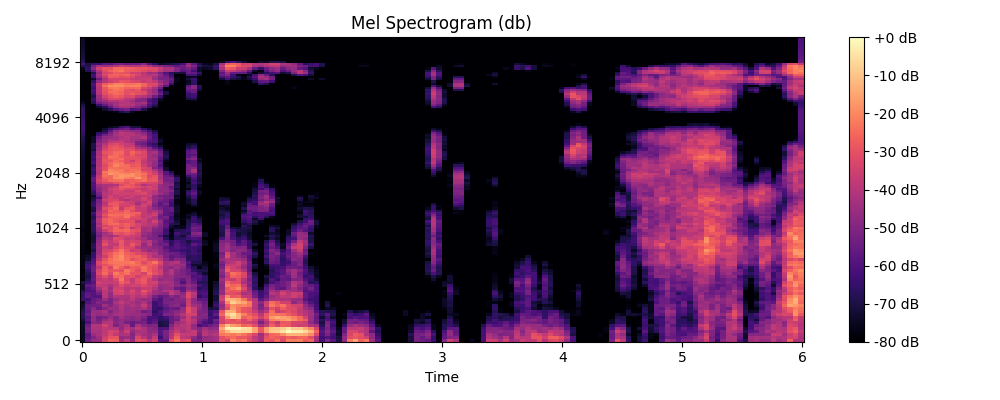 Mel Spectrogram (db)
8192
4096
2048
1024
512
0
Hz
0 1 2 3 4 5 6
Time
+0 dB
-10 dB
-20 dB
-30 dB
-40 dB
-50 dB
-60 dB
-70 dB
-80 dB